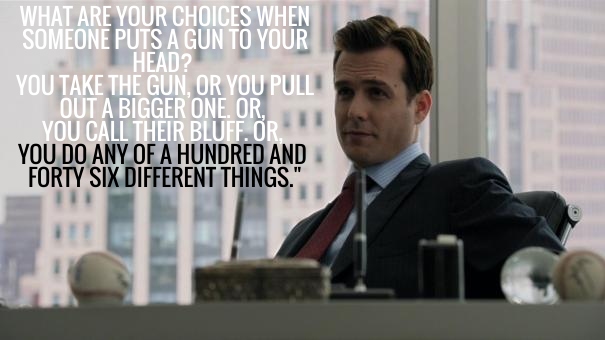 WHAT ARE YOUR CHOICES WHEN
SOMEONE PUTS A GUN TO YOUR
HEAD?
YOU TAKE THE GUN, OR YOU PULL
OUT A BIGGER ONE. OR,
YOU CALL THEIR BLUFF. OR,
YOU DO ANY OF A HUNDRED AND
FORTY SIX DIFFERENT THINGS."